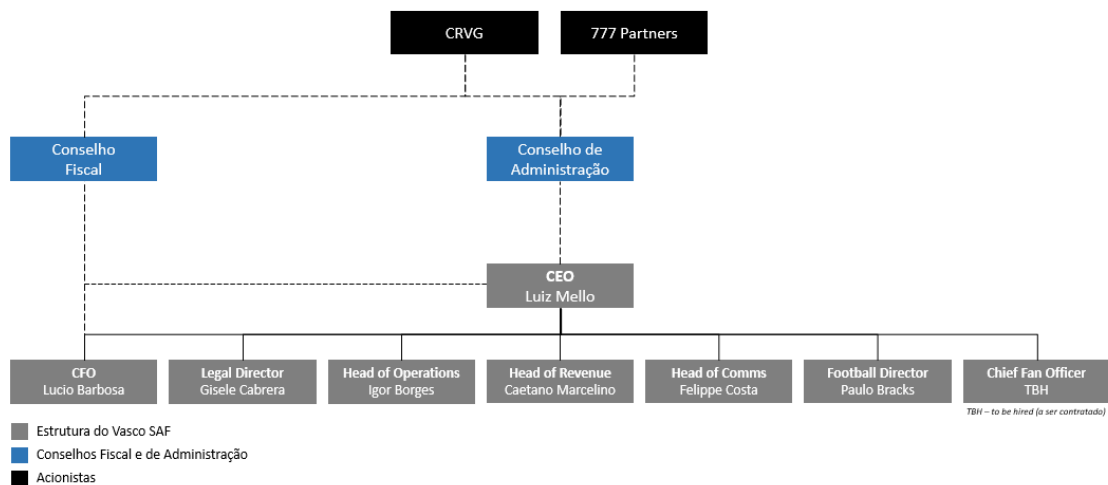 CRVG
777 Partners
Conselho
Fiscal
Conselho de
Administração
CEO
Luiz Mello
CFO
Lucio Barbosa
Legal Director
Gisele Cabrera
Head of Operations
Igor Borges
Head of Revenue
Caetano Marcelino
Head of Comms
Felippe Costa
Football Director
Paulo Bracks
Chief Fan Officer
TBH
TBH – to be hired (a ser contratado)
Estrutura do Vasco SAF
Conselhos Fiscal e de Administração
Acionistas